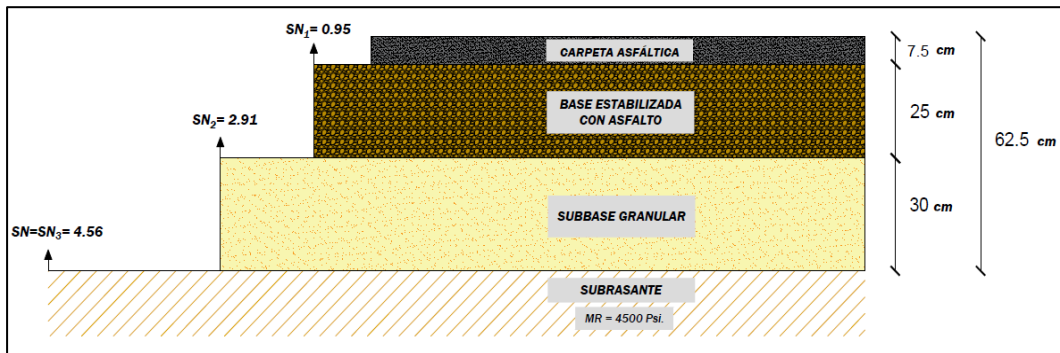 SN1= 0.95
CARPETA ASFÁLTICA
7.5 cm
BASE ESTABILIZADA
CON ASFALTO
25 cm
SN2= 2.91
62.5 cm
SUBBASE GRANULAR
30 cm
SN=SN3= 4.56
SUBRASANTE
MR = 4500 Psi.